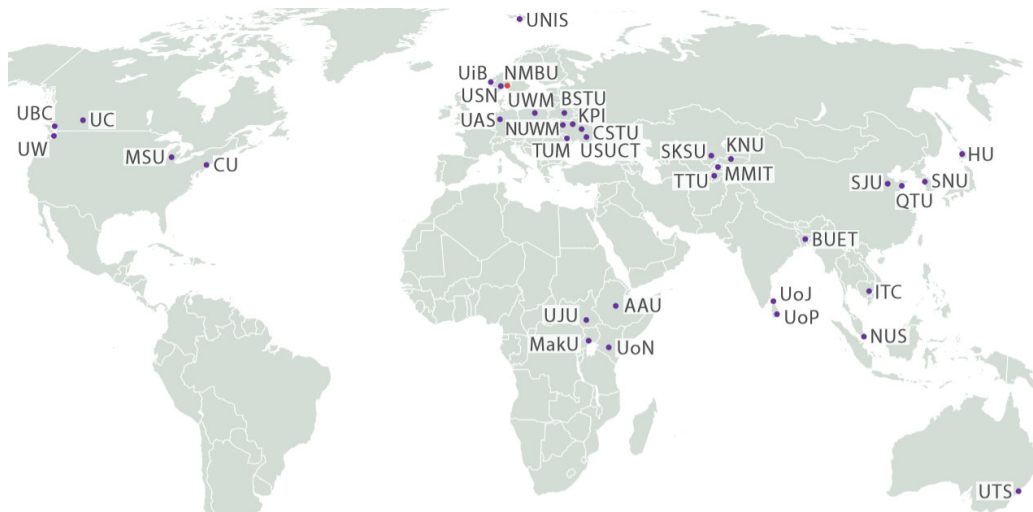 UNIS
UiB
NMBU
USN
UWM
BSTU
UBC
UC
UAS
KPI
NUWM
CSTU
UW
TUM
USUCT
MSU
CU
SKSU
KNU
HU
TTU
MMIT
SJU
SNU
QTU
BUET
UoJ
ITC
AAU
UoP
UJU
NUS
MakU
UoN
UTS